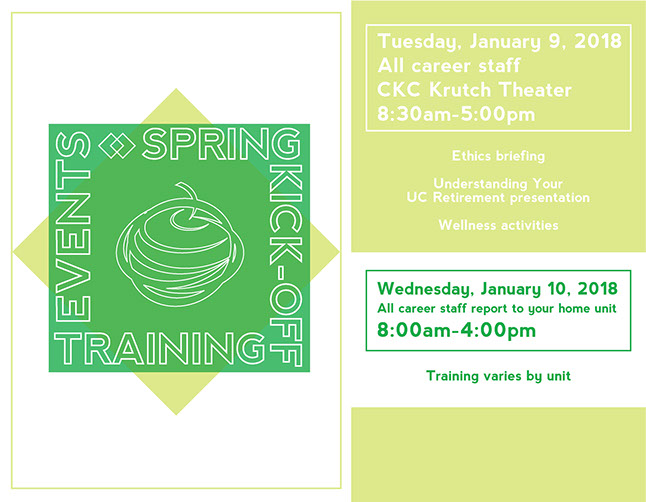 SPRING
KICK-OFF
TRAINING
EVENTS
Tuesday, January 9, 2018
All career staff
CKC Krutch Theater
8:30am-5:00pm
Ethics briefing
Understanding Your
UC Retirement presentation
Wellness activities
Wednesday, January 10, 2018
All career staff report to your home unit
8:00am-4:00pm
Training varies by unit